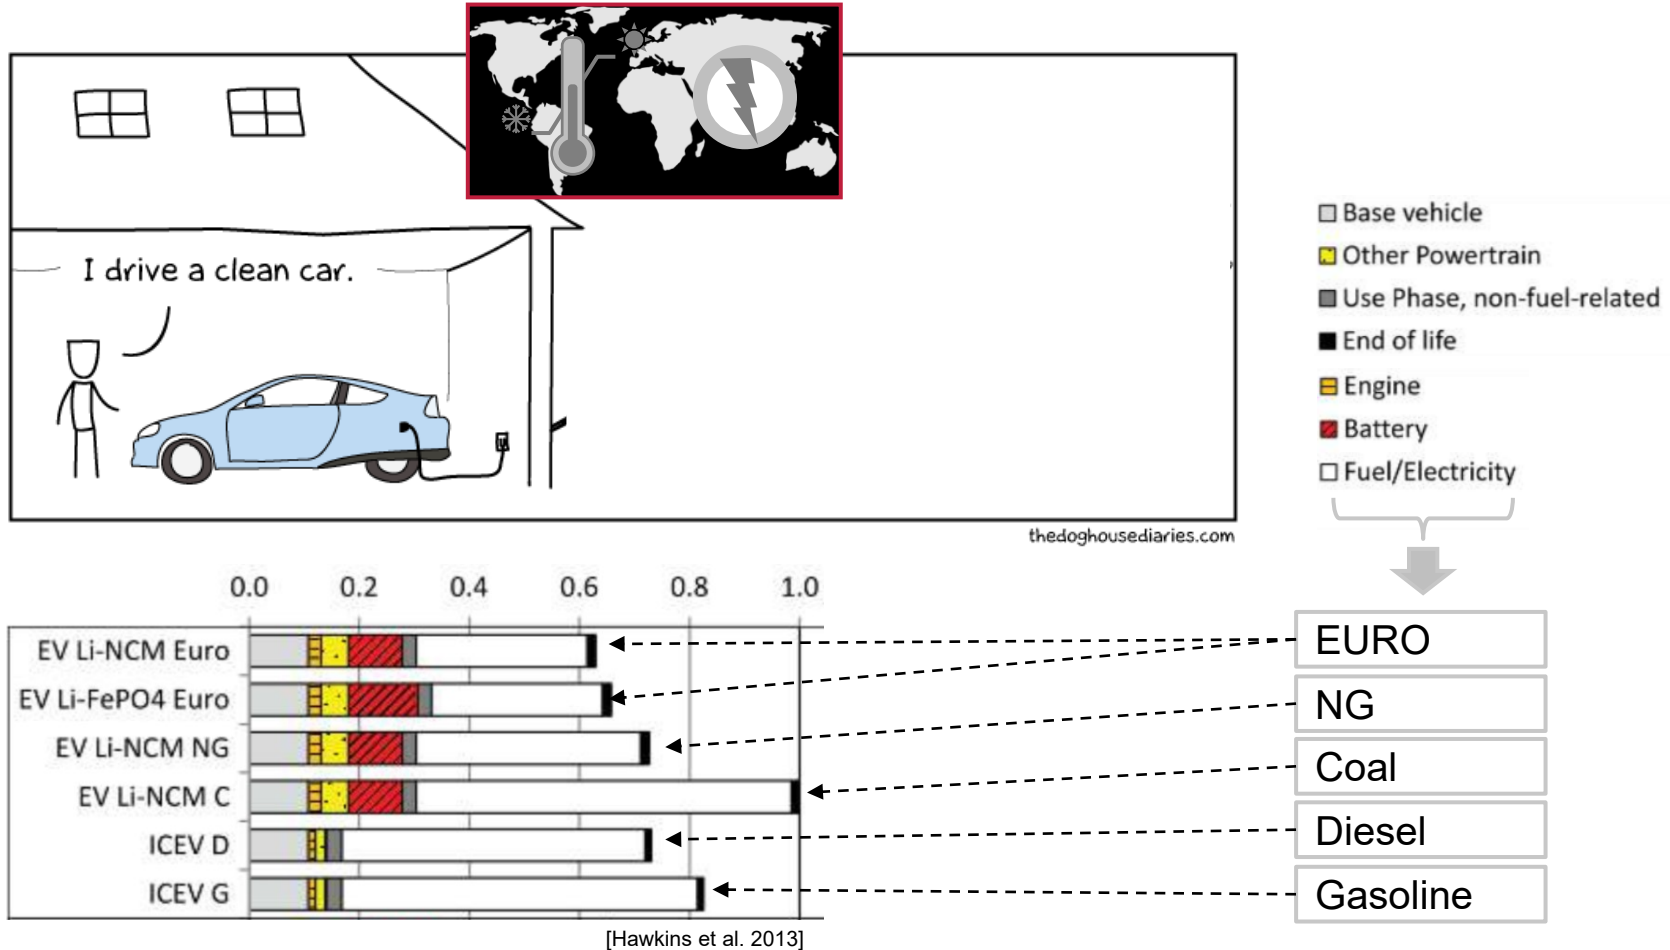 I drive a clean car.
thedoghousediaries.com
Base vehicle
Other Powertrain
Use Phase, non-fuel-related
End of life
Engine
Battery
Fuel/Electricity
0.0 0.2 0.4 0.6 0.8 1.0
EV Li-NCM Euro
EV Li-FePO4 Euro
EV Li-NCM NG
EV Li-NCM C
ICEV D
ICEV G
EURO
NG
Coal
Diesel
Gasoline
[Hawkins et al. 2013]